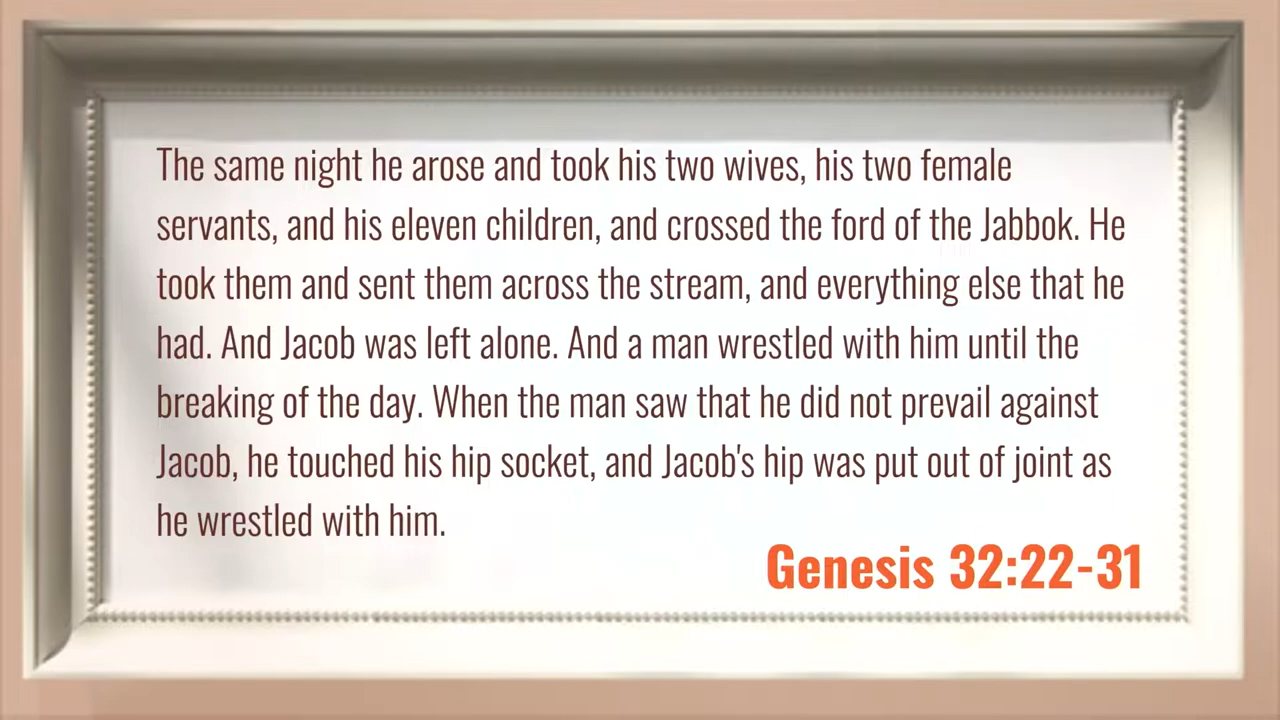 The same night he arose and took his two wives, his two female
servants, and his eleven children, and crossed the ford of the Jabbok. He
took them and sent them across the stream, and everything else that he
had. And Jacob was left alone. And a man wrestled with him until the
breaking of the day. When the man saw that he did not prevail against
Jacob, he touched his hip socket, and Jacob's hip was put out of joint as
he wrestled with him.
Genesis 32:22-31